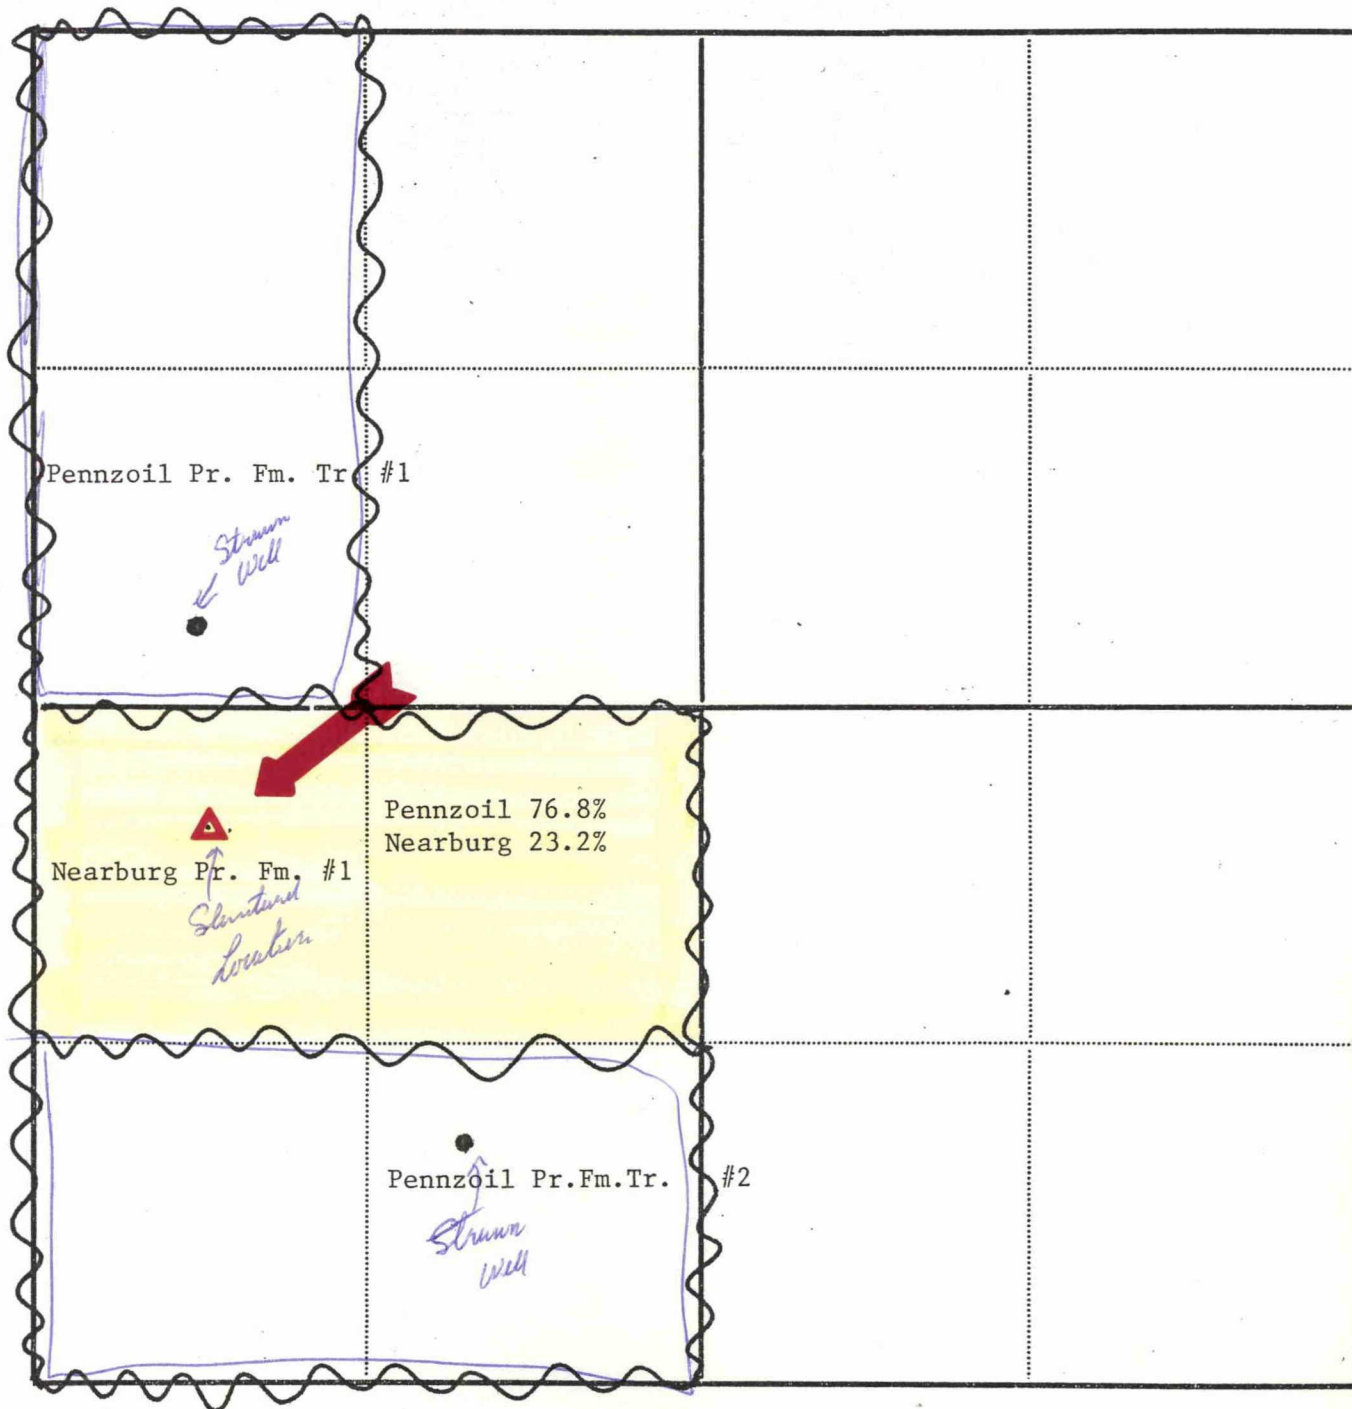 Pennzoil Pr. Fm. Tr. #1
Strawn
Well
Pennzoil 76.8%
Nearburg 23.2%
Nearburg Pr. Fm. #1
Location
Pennzoil Pr.Fm.Tr. #2
Strawn
Well